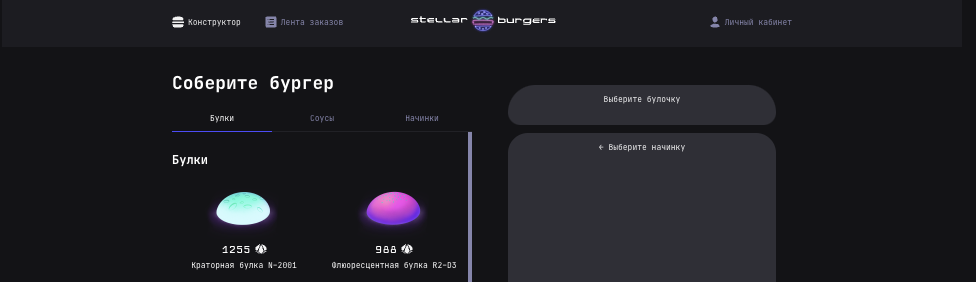 Конструктор
Лента заказов
stellar burgers
Личный кабинет
Соберите бургер
Булки
Соусы
Начинки
Булки
1255
988
Краторная булка N-2001
Флюоресцентная булка R2-D3
Выберите булочку
← Выберите начинку